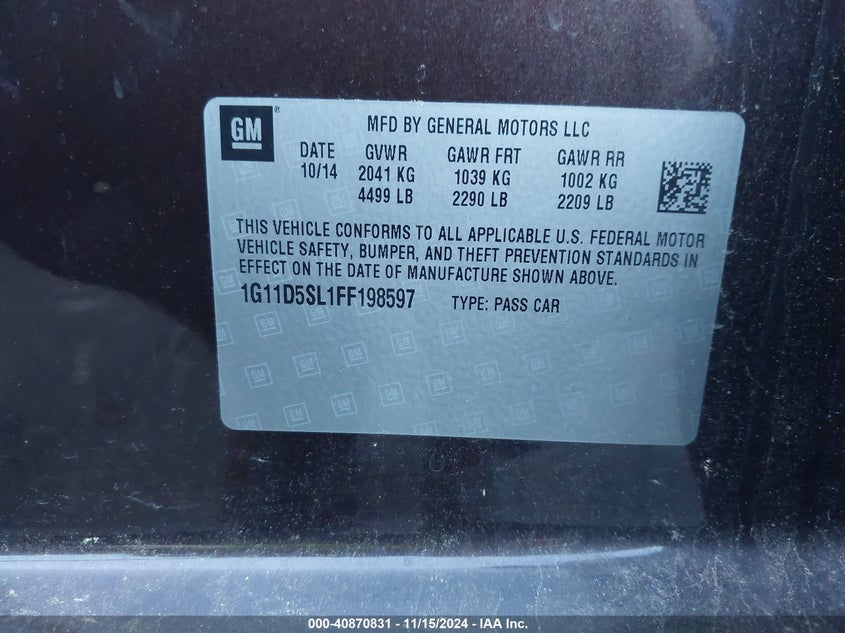 GM ®
MFD BY GENERAL MOTORS LLC
DATE GVWR GAWR FRT GAWR RR
10/14 2041 KG 1039 KG 1002 KG
4499 LB 2290 LB 2209 LB
THIS VEHICLE CONFORMS TO ALL APPLICABLE U.S. FEDERAL MOTOR
VEHICLE SAFETY, BUMPER, AND THEFT PREVENTION STANDARDS IN
EFFECT ON THE DATE OF MANUFACTURE SHOWN ABOVE.
1G11D5SL1FF198597 TYPE: PASS CAR
000-40870831 - 11/15/2024 - IAA Inc.